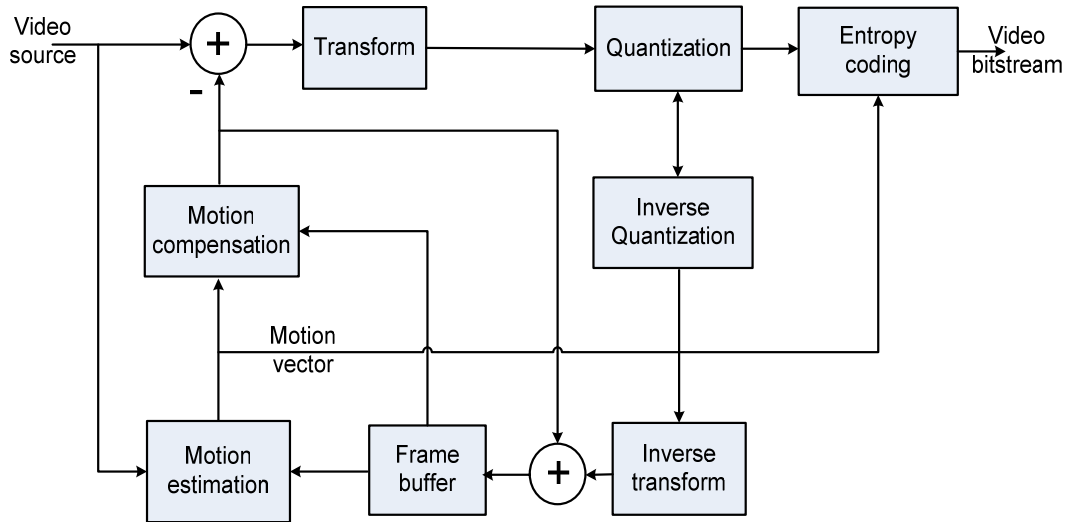 Video
source
+
-
Transform
Quantization
Entropy
coding
Video
bitstream
Motion
compensation
Inverse
Quantization
Motion
vector
Motion
estimation
Frame
buffer
+
Inverse
transform